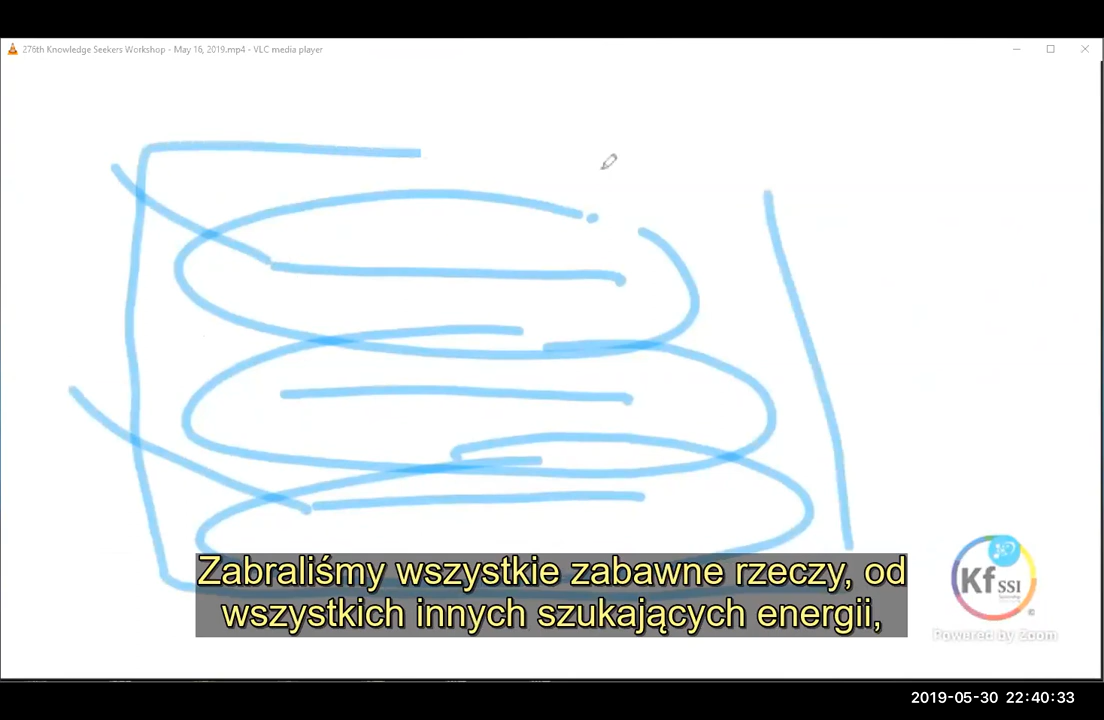 276th Knowledge Seekers Workshop - May 16, 2019.mp4 - VLC media player
Zabraliśmy wszystkie zabawne rzeczy, od
wszystkich innych szukających energii,
Kf SSI
Powered by Zoom
2019-05-30 22:40:33